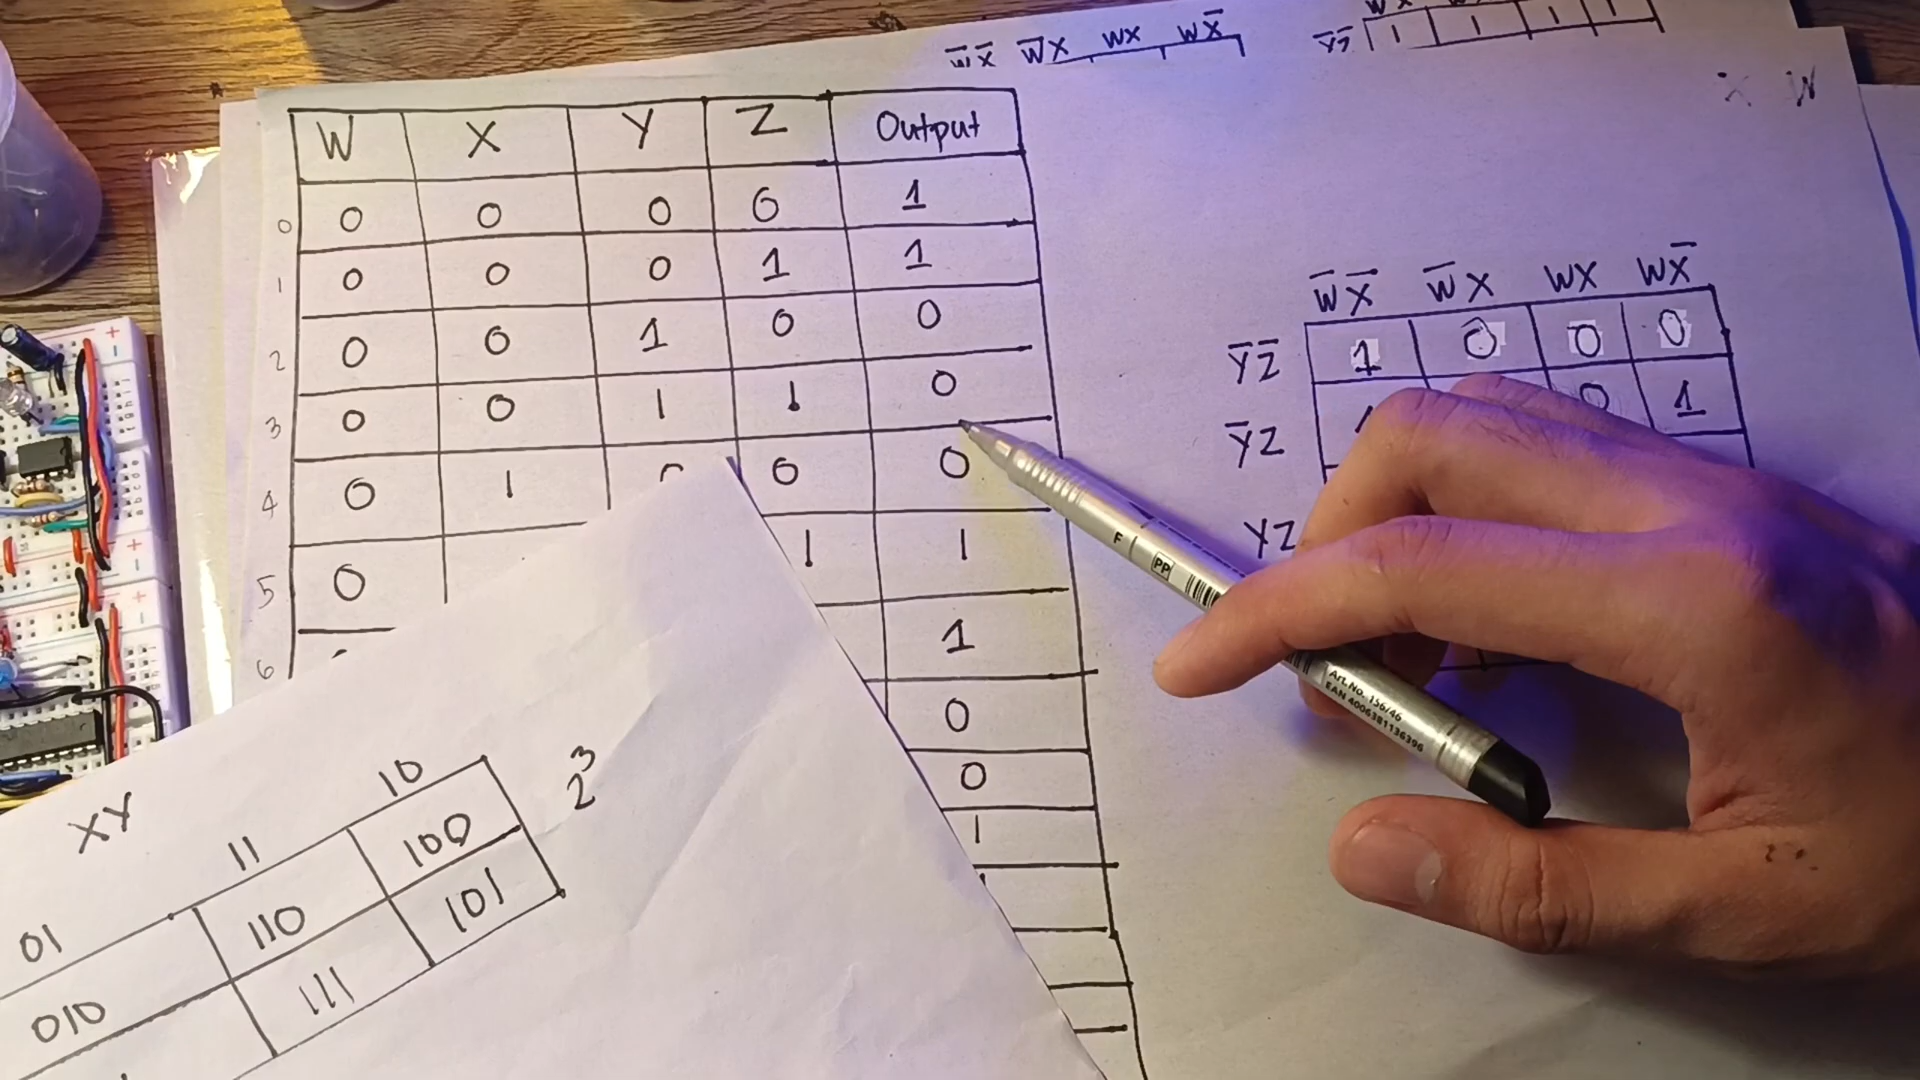 W̅X̅ W̅X WX WX̅
Y̅Z̅ 1 1 1 1
X W
W X Y Z Output
0 0 0 0 0 1
1 0 0 0 1 1
2 0 0 1 0 0
3 0 0 1 1 0
4 0 1 0 0
5 0 1 1
6 1
0
0
1
W̅X̅ W̅X WX WX̅
Y̅Z̅ 1 0 0 0
Y̅Z 0 1
YZ
F PP
Art.No. 156/46
EAN 4006381136396
XY
01 11 10
010 110 100
111 101
2³